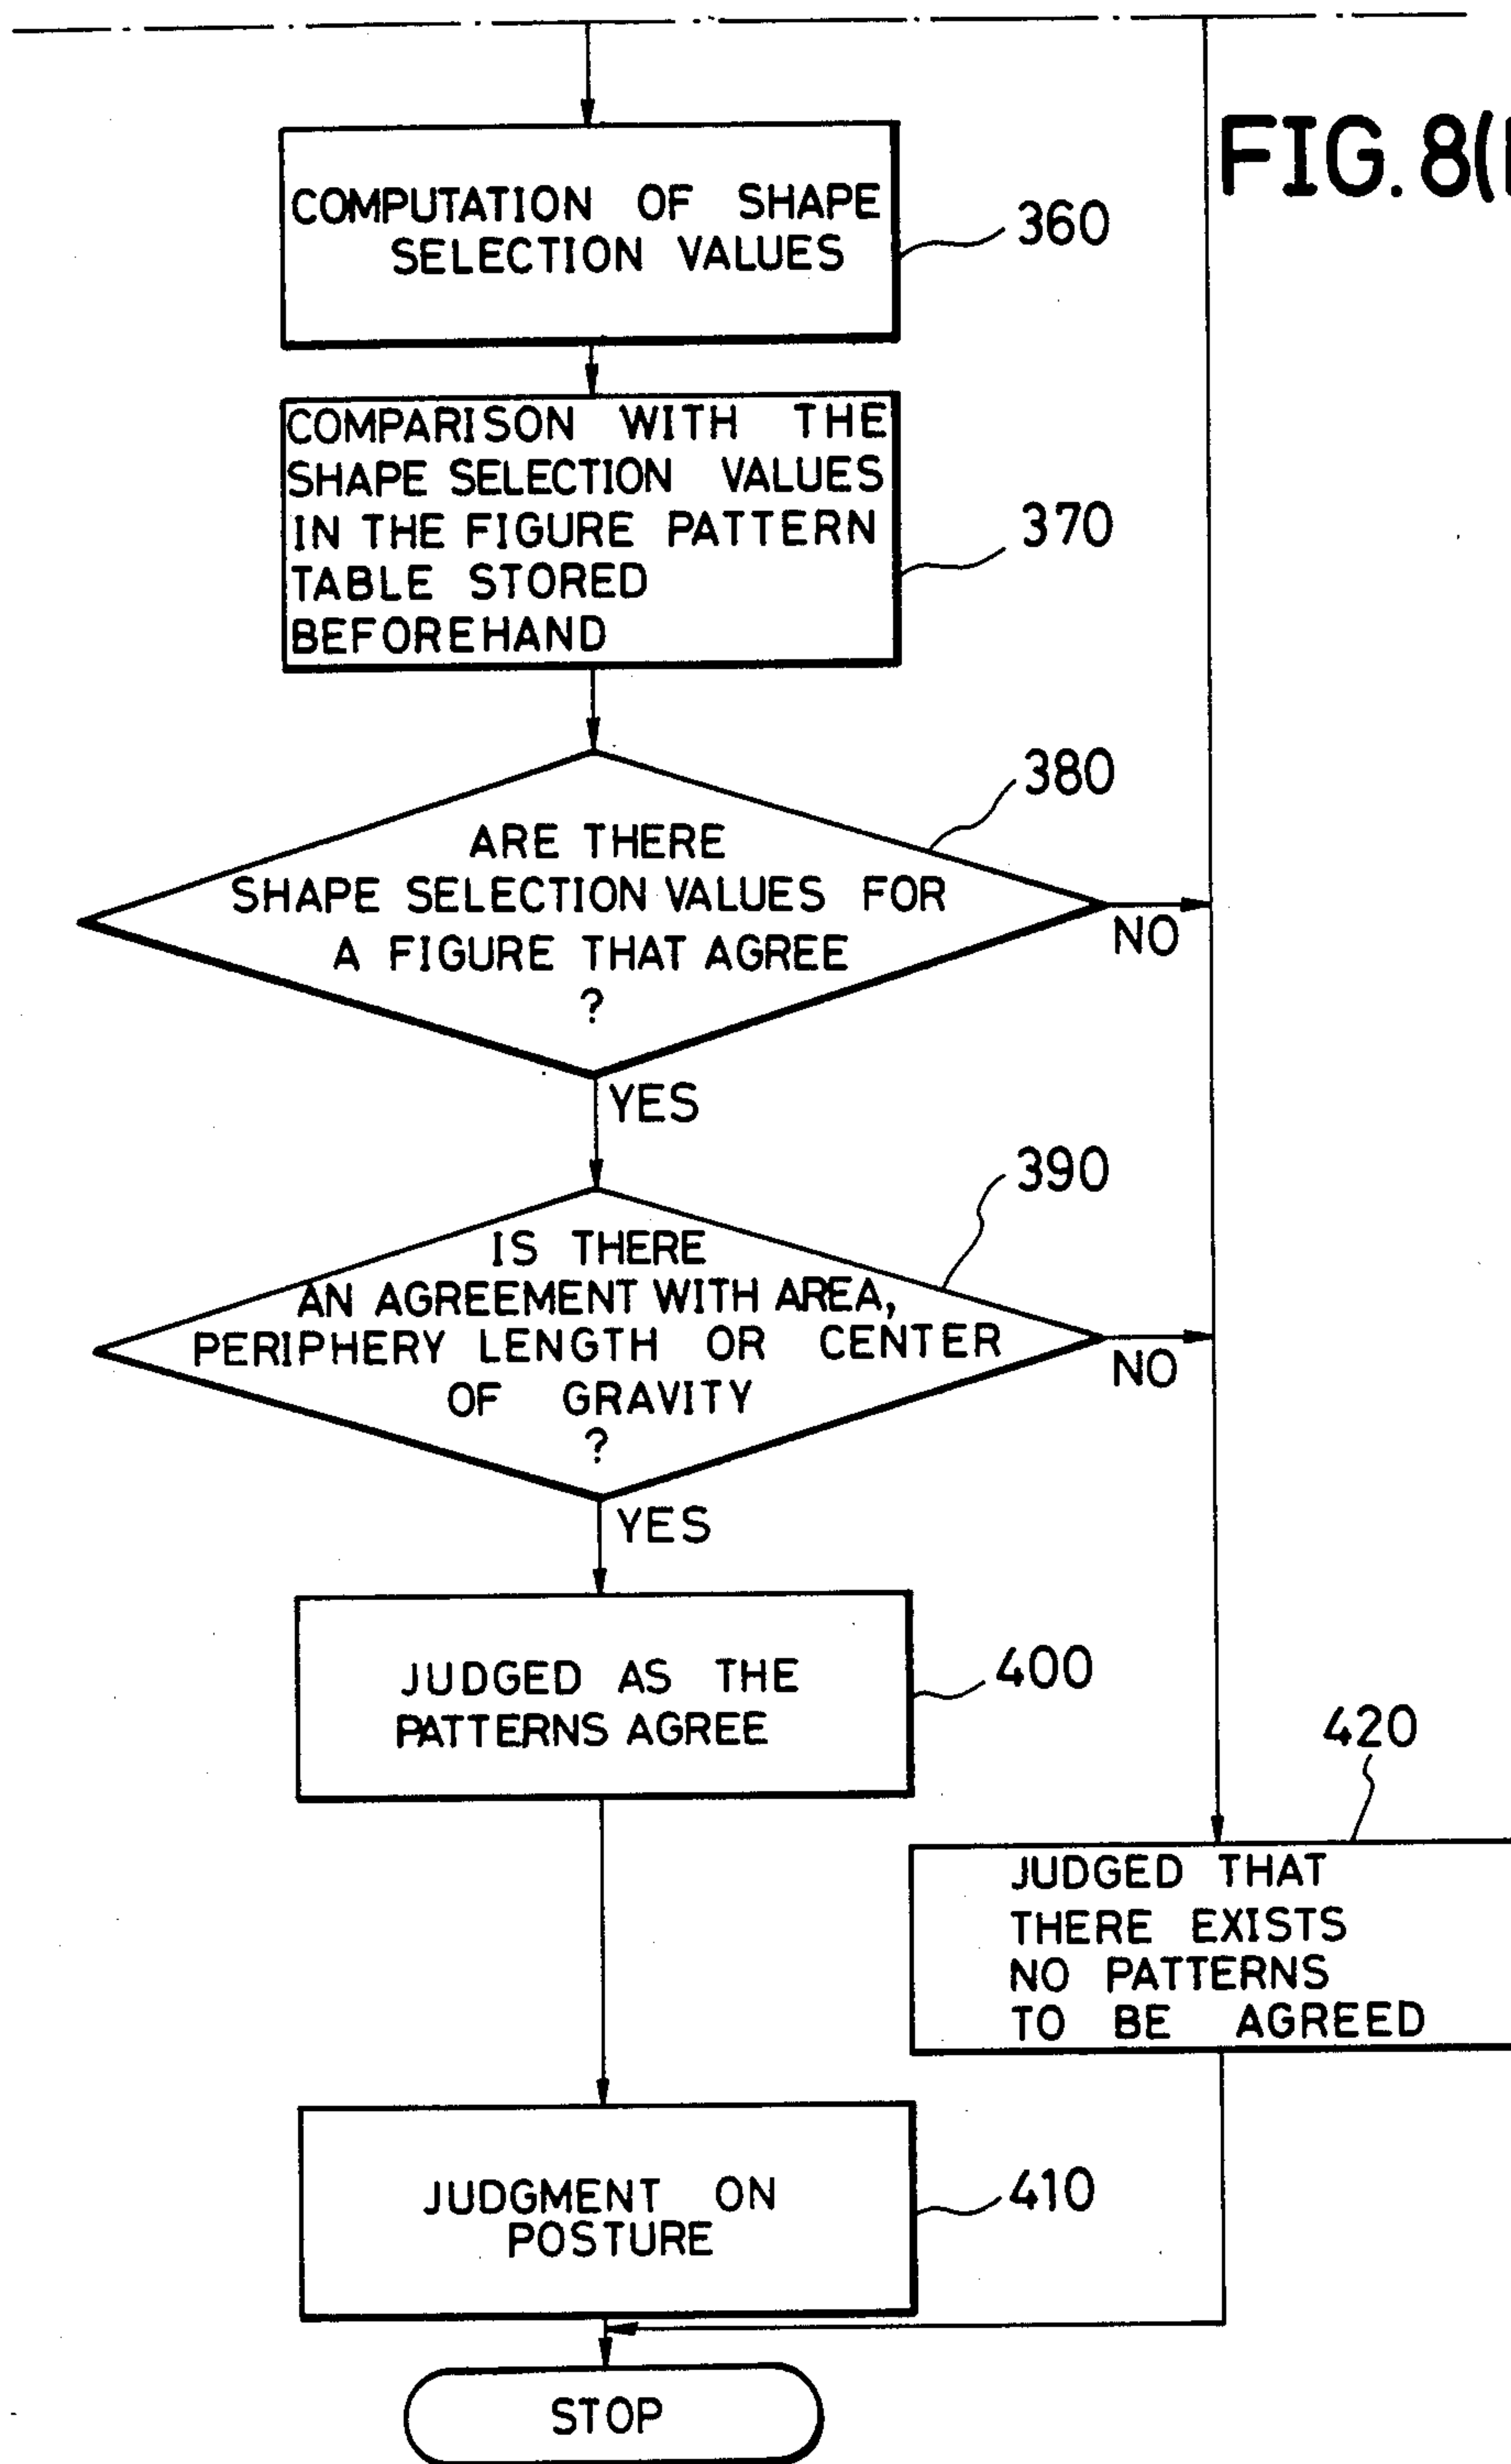 FIG. 8(
COMPUTATION OF SHAPE
SELECTION VALUES
360
COMPARISON WITH THE
SHAPE SELECTION VALUES
IN THE FIGURE PATTERN
TABLE STORED
BEFOREHAND
370
380
ARE THERE
SHAPE SELECTION VALUES FOR
A FIGURE THAT AGREE
?
NO
YES
390
IS THERE
AN AGREEMENT WITH AREA,
PERIPHERY LENGTH OR CENTER
OF GRAVITY
?
NO
YES
JUDGED AS THE
PATTERNS AGREE
400
420
JUDGED THAT
THERE EXISTS
NO PATTERNS
TO BE AGREED
JUDGMENT ON
POSTURE
410
STOP